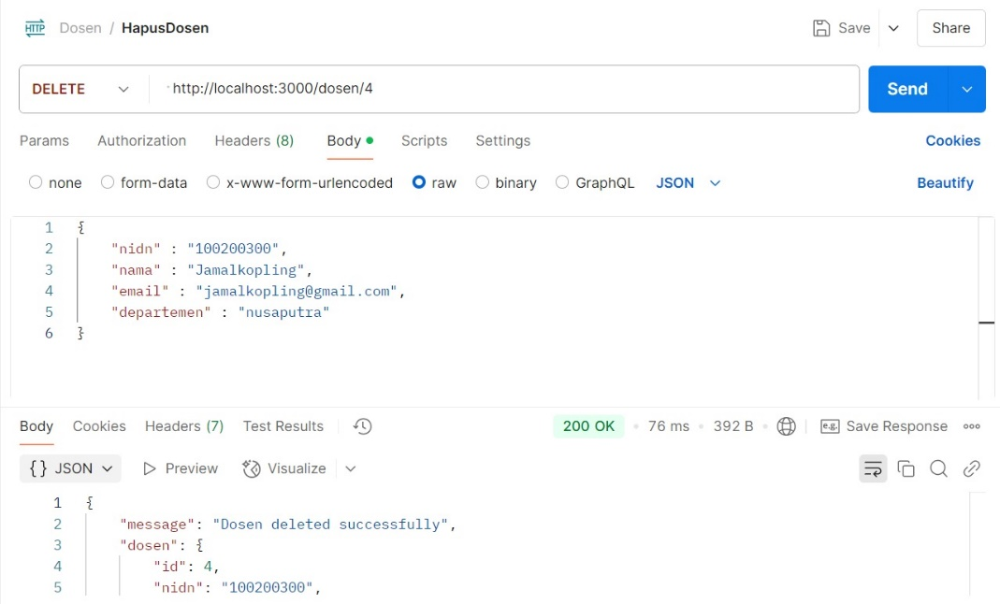 HTTP Dosen / HapusDosen Save Share
DELETE http://localhost:3000/dosen/4 Send
Params Authorization Headers (8) Body Scripts Settings Cookies
none form-data x-www-form-urlencoded raw binary GraphQL JSON Beautify
1 {
2 "nidn" : "100200300",
3 "nama" : "Jamalkopling",
4 "email" : "jamalkopling@gmail.com",
5 "departemen" : "nusaputra"
6 }
Body Cookies Headers (7) Test Results 200 OK • 76 ms • 392 B • e.g. Save Response
{} JSON Preview Visualize
1 {
2 "message": "Dosen deleted successfully",
3 "dosen": {
4 "id": 4,
5 "nidn": "100200300",